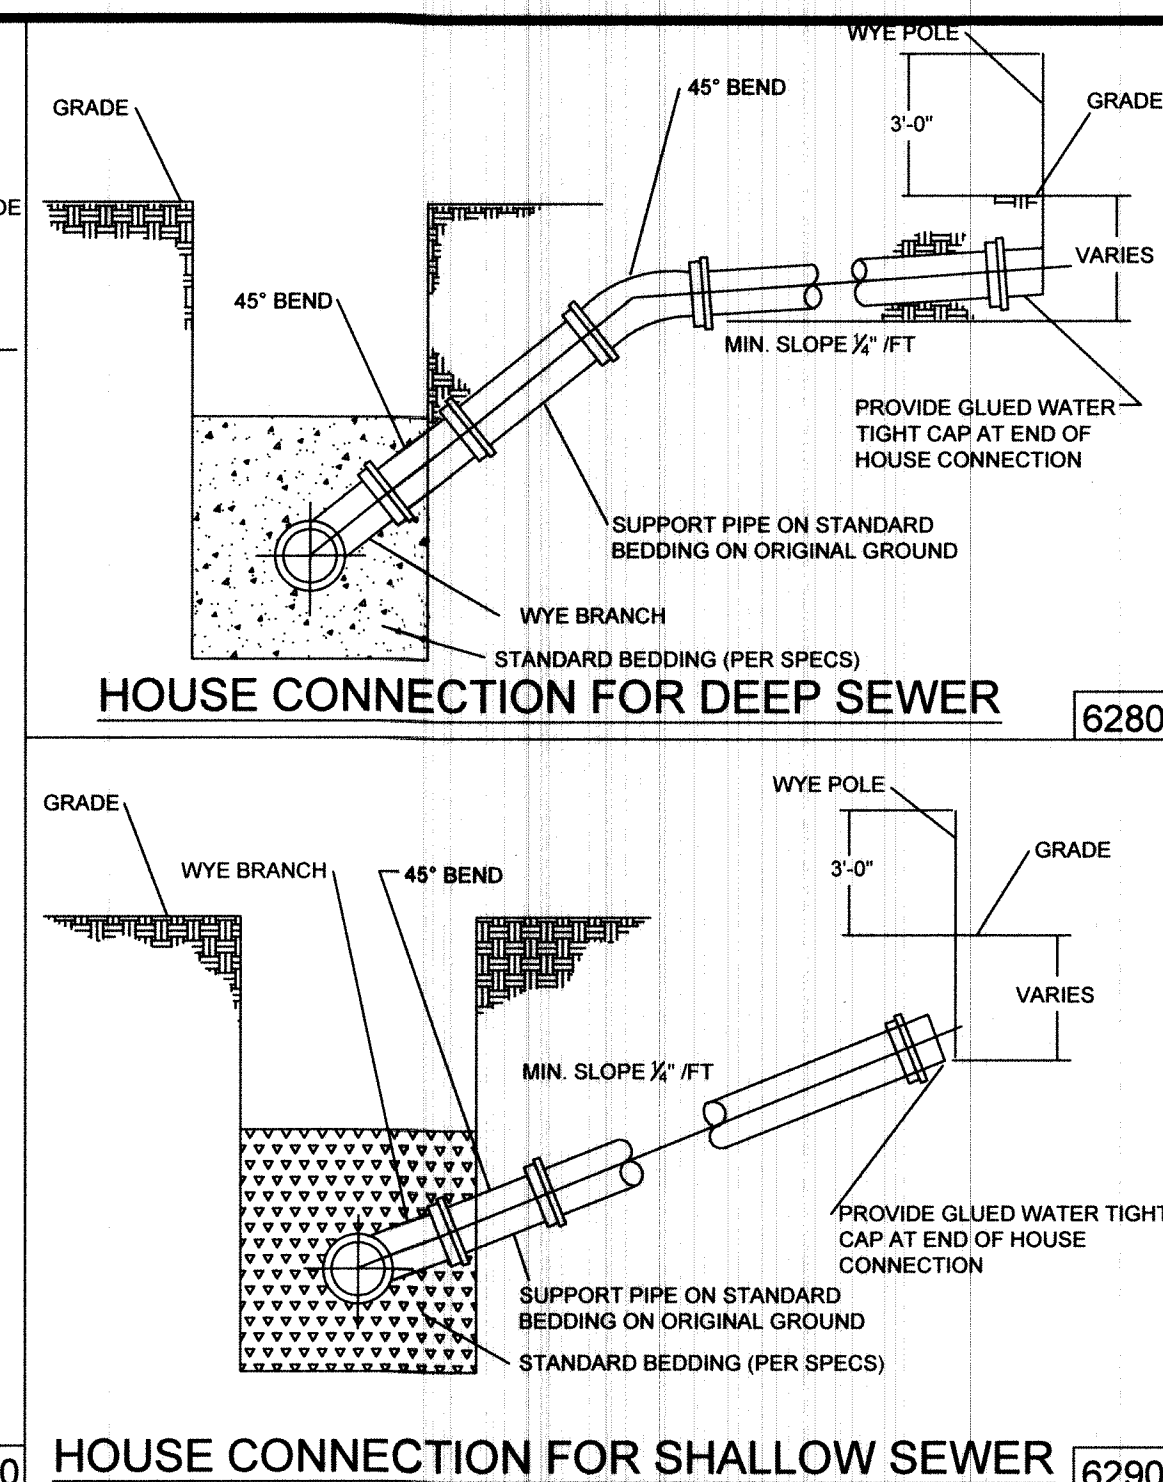 WYE POLE
45° BEND
GRADE
GRADE
3'-0"
DE
VARIES
45° BEND
MIN. SLOPE ¼" /FT
PROVIDE GLUED WATER
TIGHT CAP AT END OF
HOUSE CONNECTION
SUPPORT PIPE ON STANDARD
BEDDING ON ORIGINAL GROUND
WYE BRANCH
STANDARD BEDDING (PER SPECS)
HOUSE CONNECTION FOR DEEP SEWER
6280
WYE POLE
GRADE
WYE BRANCH
45° BEND
3'-0"
GRADE
VARIES
MIN. SLOPE ¼" /FT
PROVIDE GLUED WATER TIGHT
CAP AT END OF HOUSE
CONNECTION
SUPPORT PIPE ON STANDARD
BEDDING ON ORIGINAL GROUND
STANDARD BEDDING (PER SPECS)
0
HOUSE CONNECTION FOR SHALLOW SEWER
6290